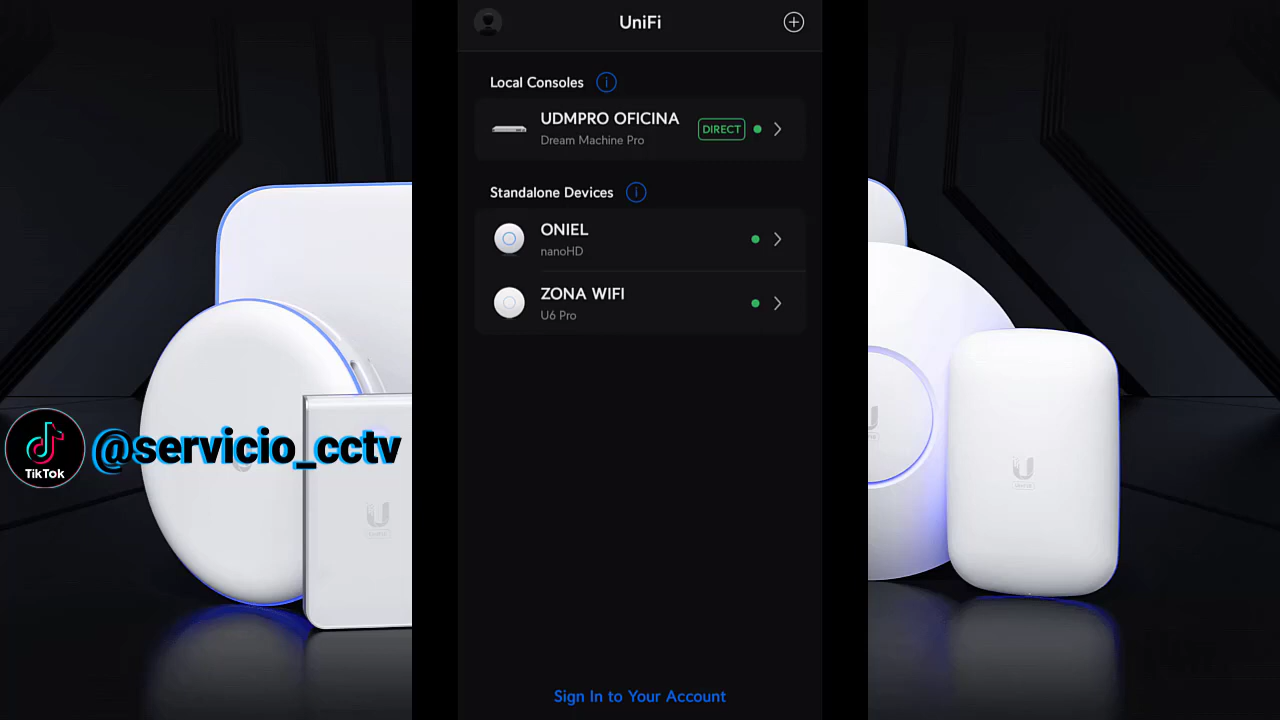 UniFi
Local Consoles
UDMPRO OFICINA
Dream Machine Pro
DIRECT
Standalone Devices
ONIEL
nanoHD
ZONA WIFI
U6 Pro
TikTok
@servicio_cctv
Sign In to Your Account